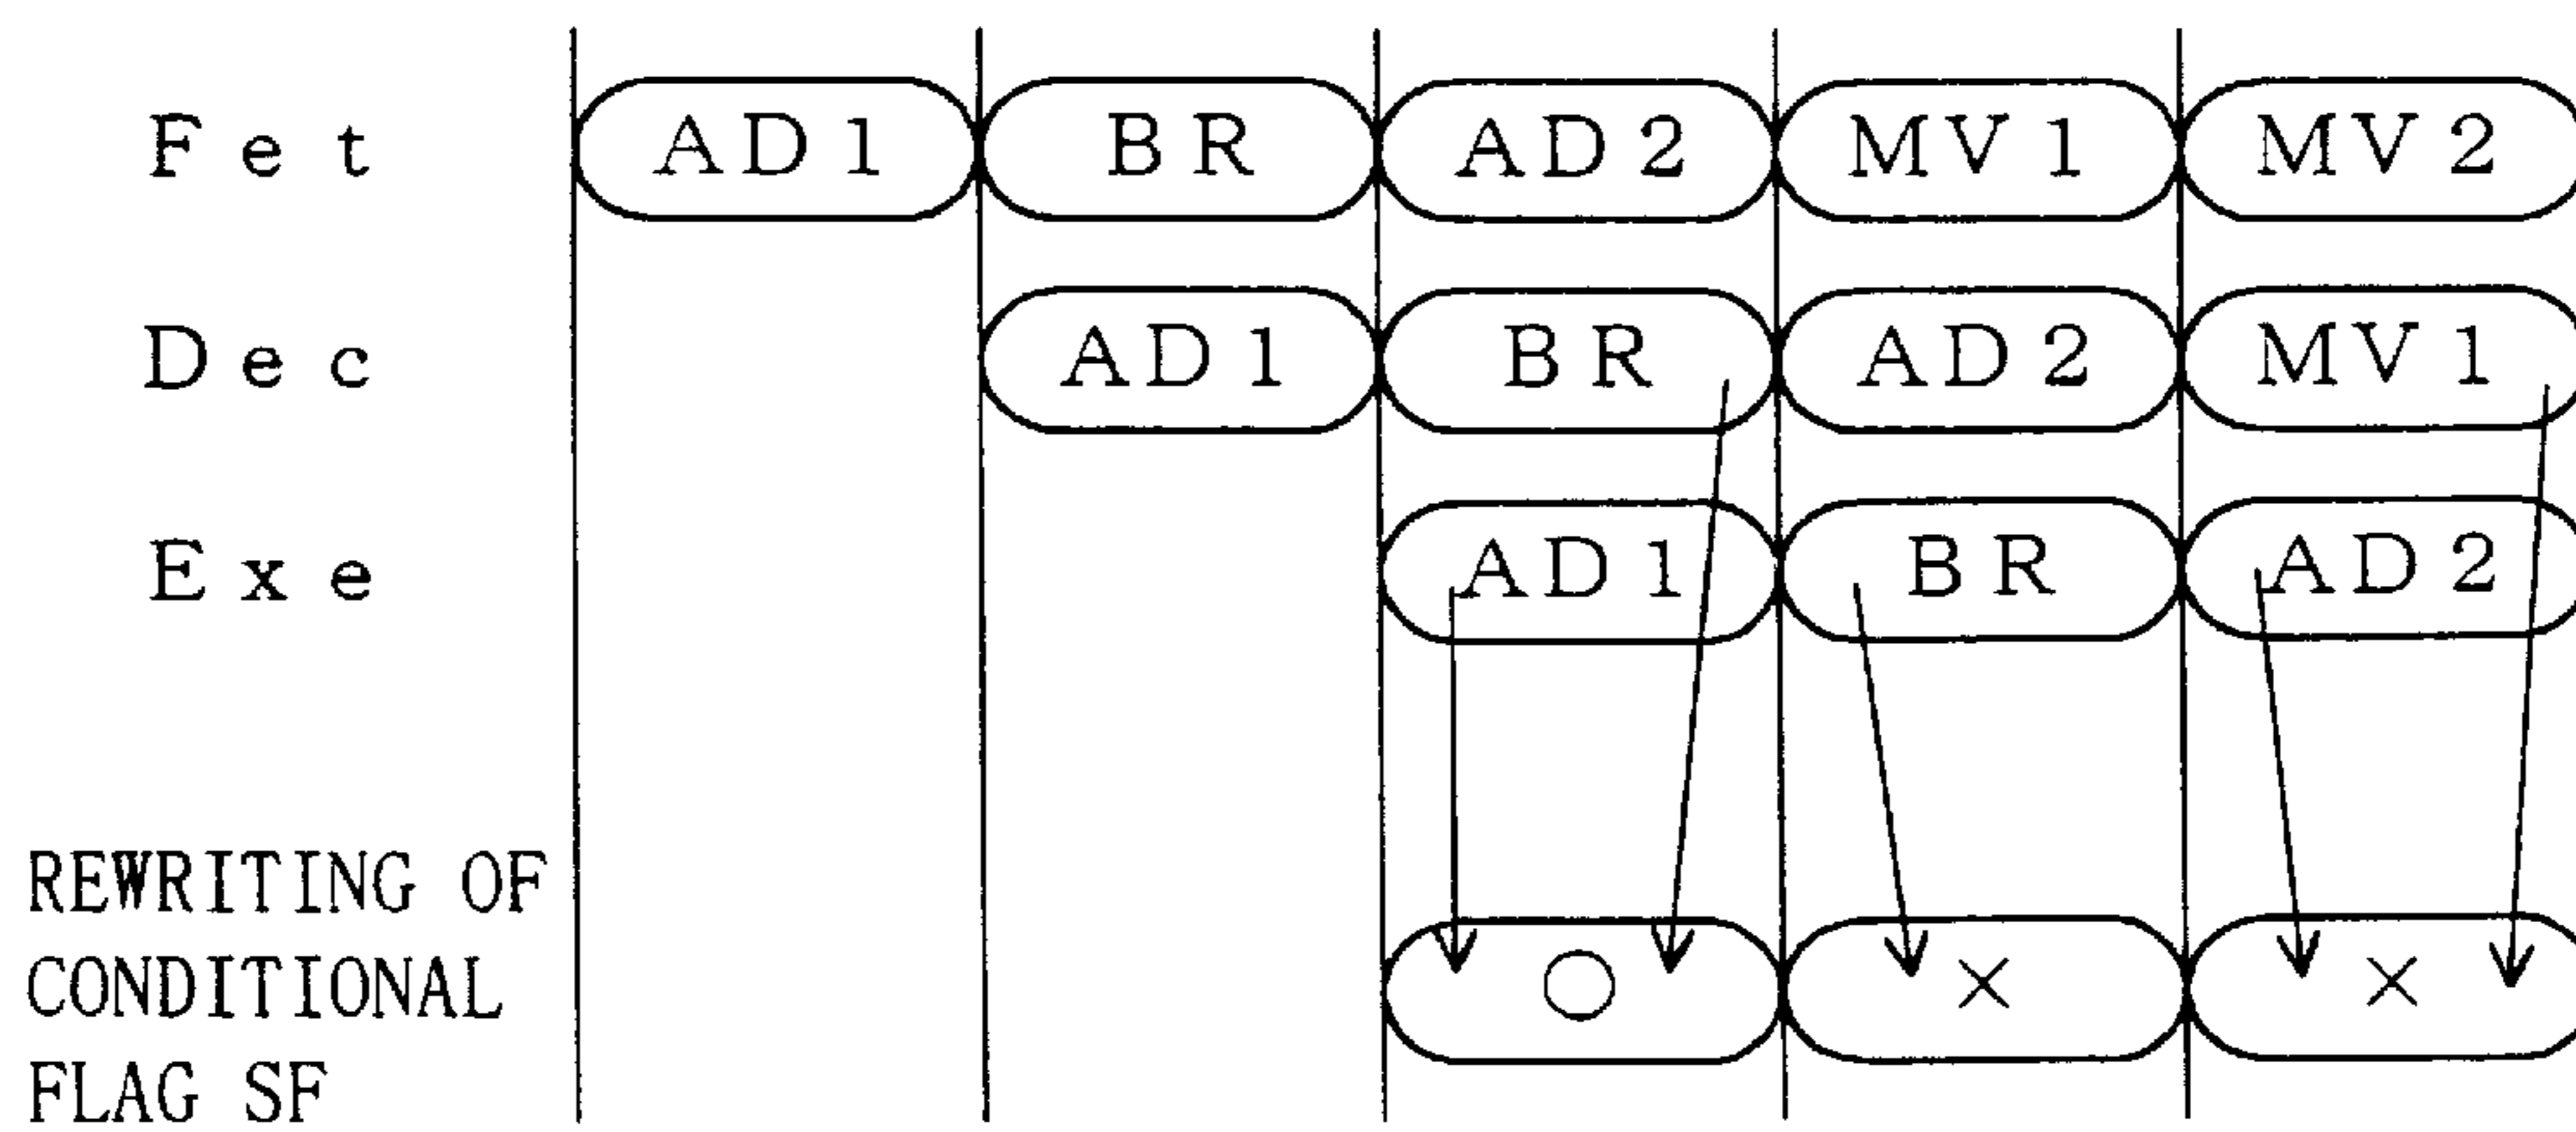 Fet AD1 BR AD2 MV1 MV2
Dec AD1 BR AD2 MV1
Exe AD1 BR AD2
REWRITING OF
CONDITIONAL ○ × ×
FLAG SF